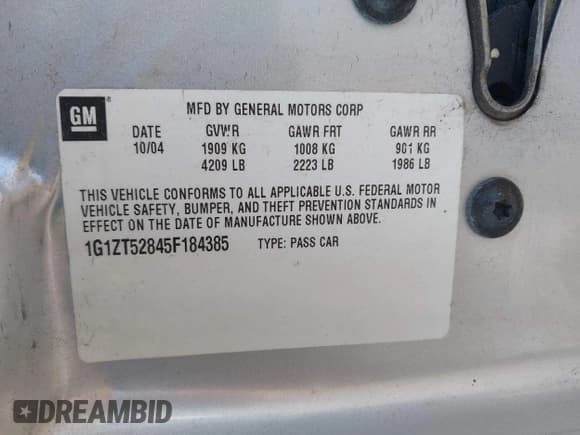 GM
MFD BY GENERAL MOTORS CORP
DATE GVWR GAWR FRT GAWR RR
10/04 1909 KG 1008 KG 901 KG
4209 LB 2223 LB 1986 LB
THIS VEHICLE CONFORMS TO ALL APPLICABLE U.S. FEDERAL MOTOR
VEHICLE SAFETY, BUMPER, AND THEFT PREVENTION STANDARDS IN
EFFECT ON THE DATE OF MANUFACTURE SHOWN ABOVE.
1G1ZT52845F184385 TYPE: PASS CAR
DREAMBID